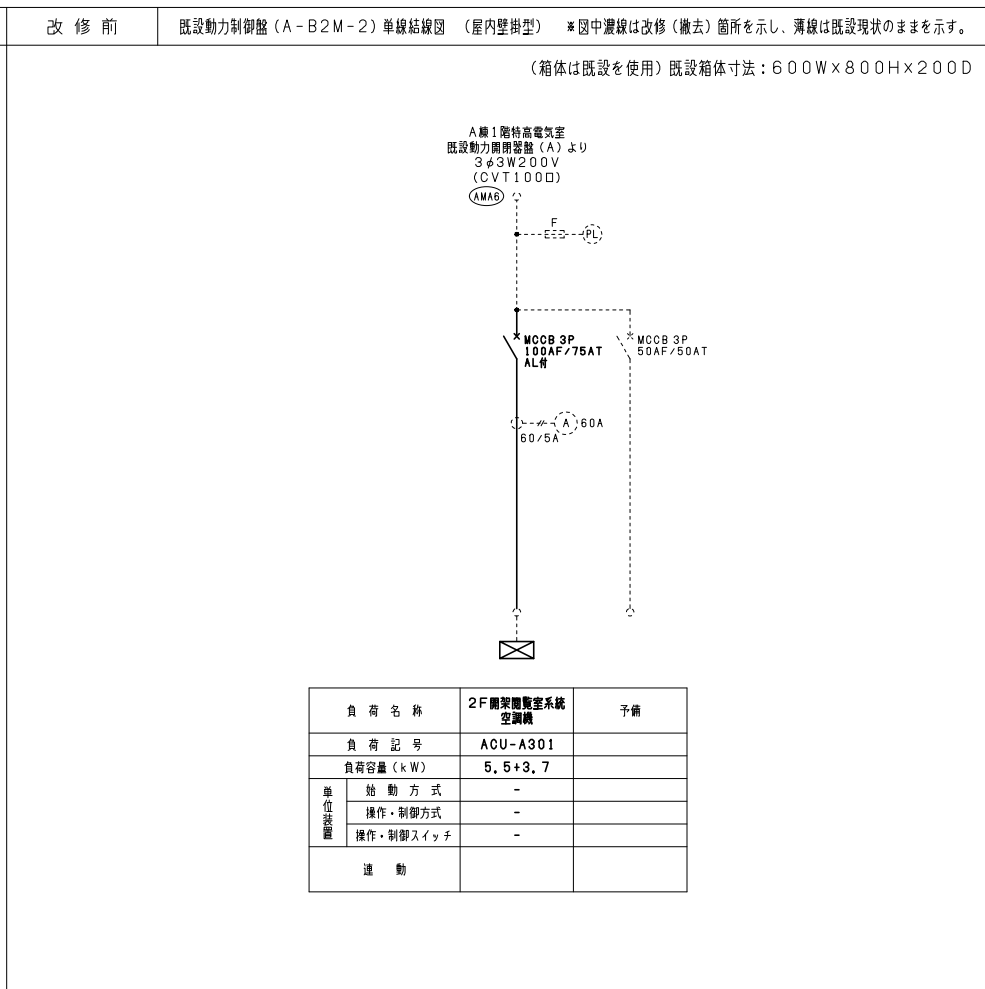 改修前
既設動力制御盤（A-B2M-2）単線結線図　（屋内壁掛型）　※図中濃線は改修（撤去）箇所を示し、薄線は既設現状のままを示す。
（箱体は既設を使用）既設箱体寸法：600W×800H×200D
A棟1階特高電気室
既設動力開閉器盤（A）より
3φ3W200V
(CVT100□)
AMA6
F
PL
MCCB 3P
100AF/75AT
AL付
MCCB 3P
50AF/50AT
A 60A
60/5A
負荷名称 2F開架閲覧室系統 予備
空調機
負荷記号 ACU-A301
負荷容量（kW） 5.5+3.7
単位装置 始動方式 -
操作・制御方式 -
操作・制御スイッチ -
連動